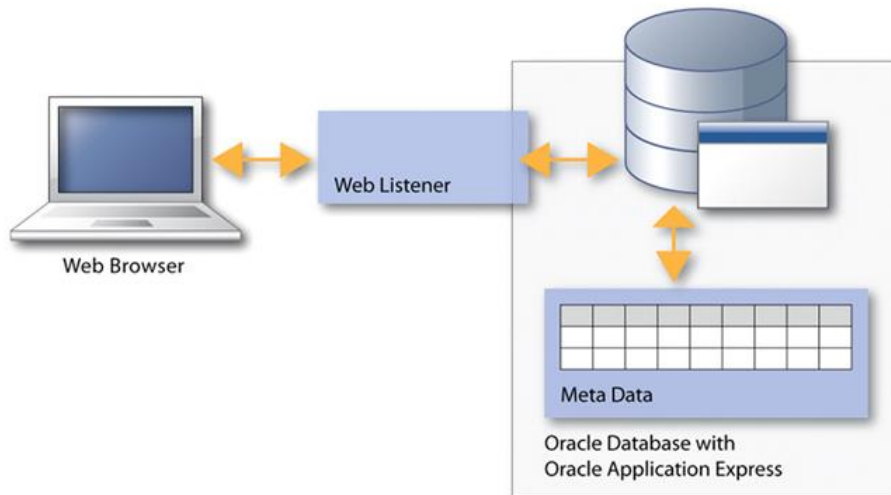 Web Browser
Web Listener
Meta Data
Oracle Database with
Oracle Application Express